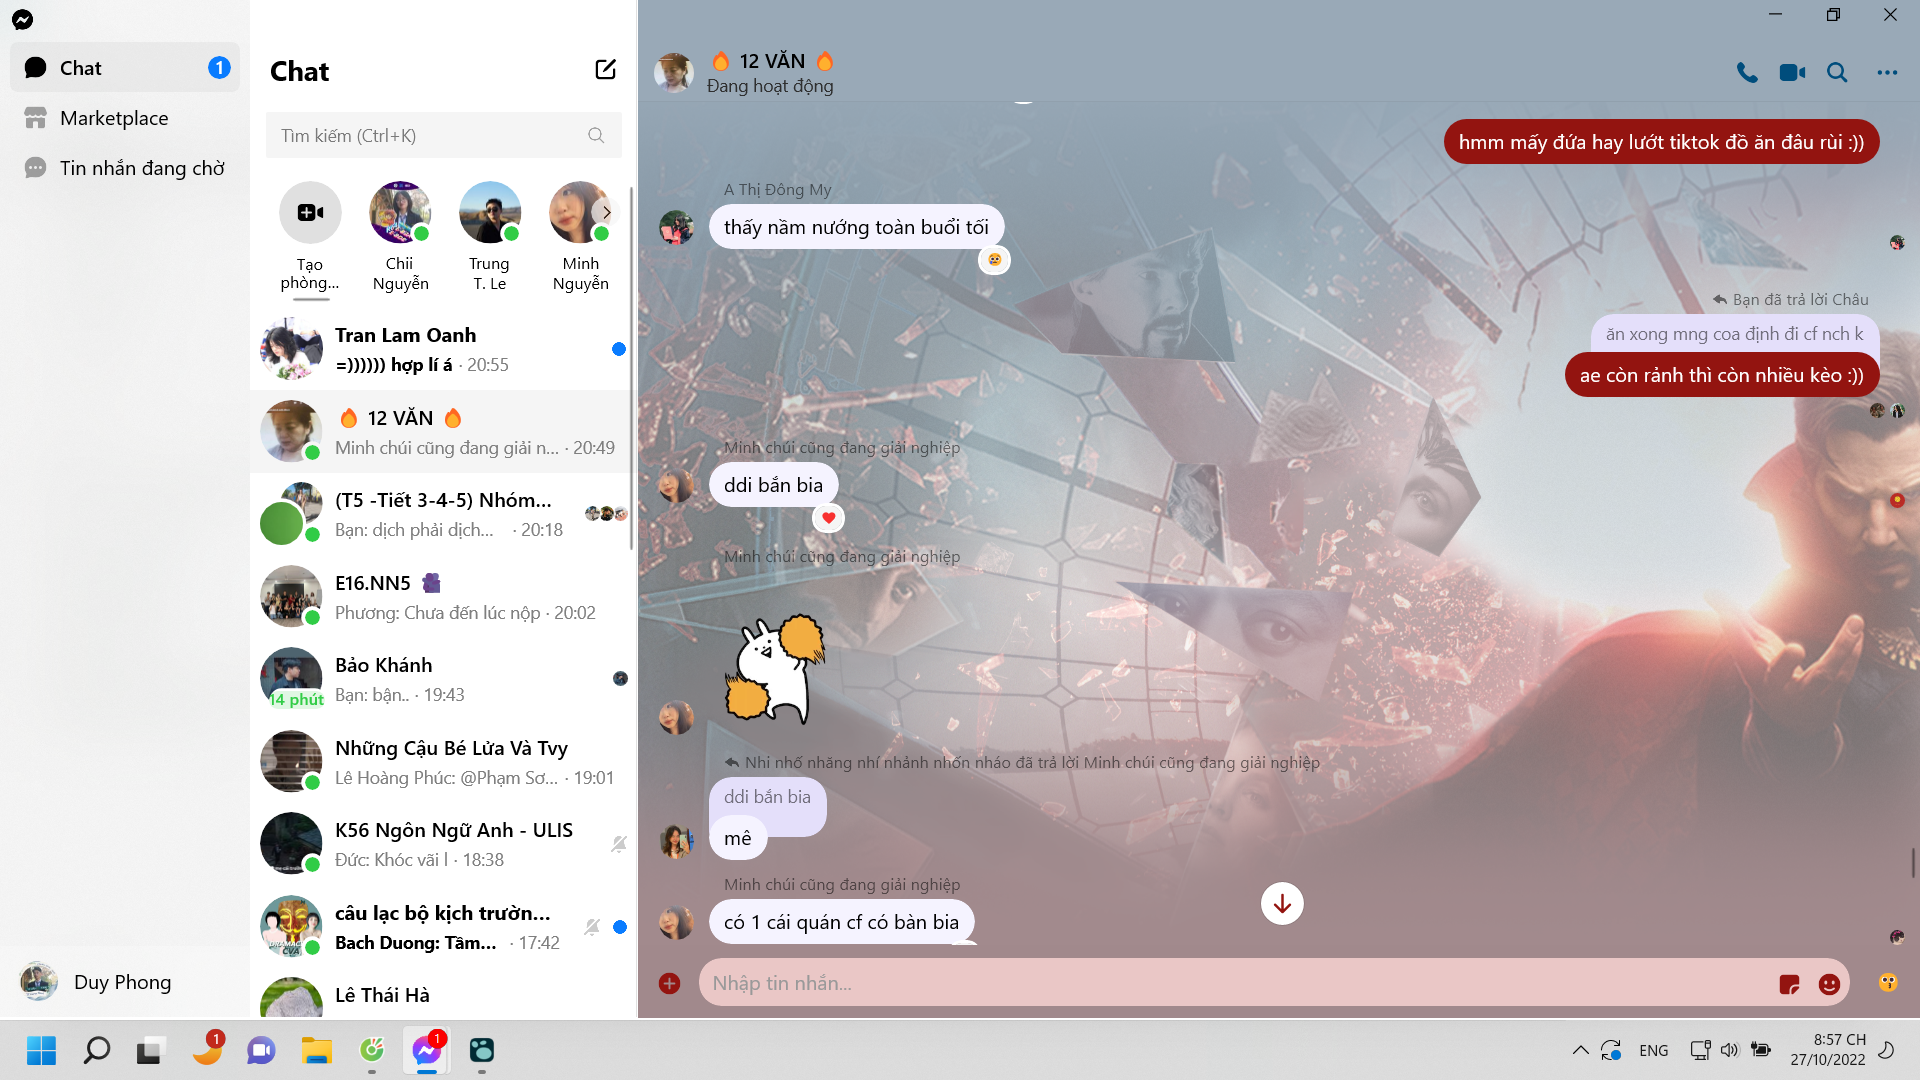 Chat
1
Marketplace
Tin nhắn đang chờ
Duy Phong
Chat
Tìm kiếm (Ctrl+K)
Tạo
phòng...
Chii
Nguyễn
Trung
T. Le
Minh
Nguyễn
Tran Lam Oanh
=)))))) hợp lí á · 20:55
🔥 12 VĂN 🔥
Minh chúi cũng đang giải n... · 20:49
(T5 -Tiết 3-4-5) Nhóm...
Bạn: dịch phải dịch... · 20:18
E16.NN5 🎥
Phương: Chưa đến lúc nộp · 20:02
Bảo Khánh
14 phút
Bạn: bận.. · 19:43
Những Cậu Bé Lửa Và Tvy
Lê Hoàng Phúc: @Phạm Sơ... · 19:01
K56 Ngôn Ngữ Anh - ULIS
Đức: Khóc vãi l · 18:38
câu lạc bộ kịch trườn...
Bach Duong: Tầm... · 17:42
Lê Thái Hà
🔥 12 VĂN 🔥
Đang hoạt động
hmm mấy đứa hay lướt tiktok đồ ăn đâu rùi :))
A Thị Đông My
thấy nầm nướng toàn buổi tối
Bạn đã trả lời Châu
ăn xong mng coa định đi cf nch k
ae còn rảnh thì còn nhiều kèo :))
Minh chúi cũng đang giải nghiệp
ddi bắn bia
Minh chúi cũng đang giải nghiệp
Nhi nhố nhăng nhí nhảnh nhốn nháo đã trả lời Minh chúi cũng đang giải nghiệp
ddi bắn bia
mê
Minh chúi cũng đang giải nghiệp
có 1 cái quán cf có bàn bia
Nhập tin nhắn...
1
1
ENG
8:57 CH
27/10/2022